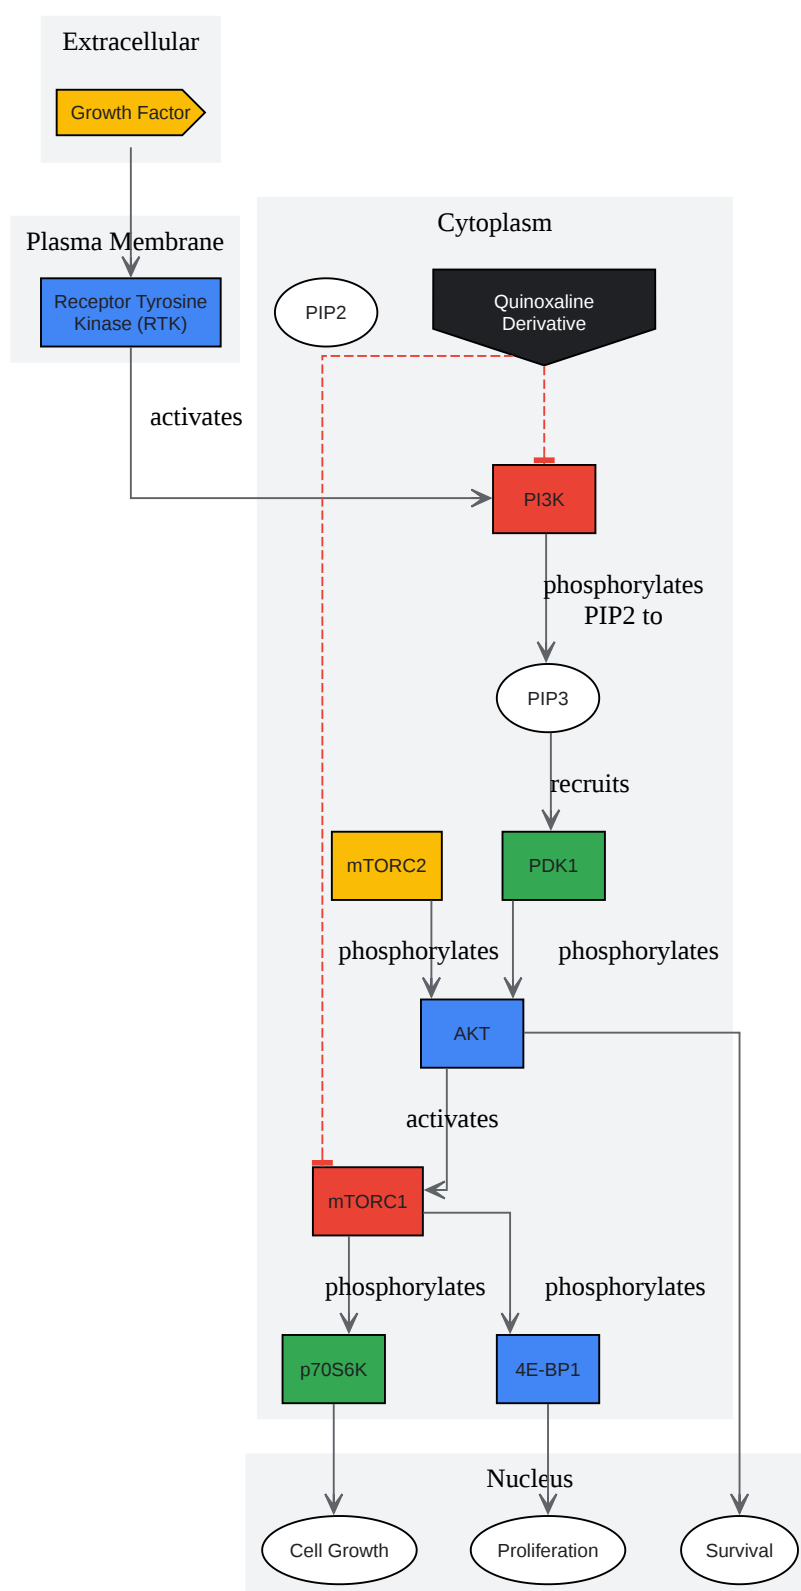 Extracellular
Growth Factor
Plasma Membrane
Receptor Tyrosine
Kinase (RTK)
Cytoplasm
PIP2
Quinoxaline
Derivative
activates
PI3K
phosphorylates
PIP2 to
PIP3
recruits
mTORC2
PDK1
phosphorylates
phosphorylates
AKT
activates
mTORC1
phosphorylates
phosphorylates
p70S6K
4E-BP1
Nucleus
Cell Growth
Proliferation
Survival